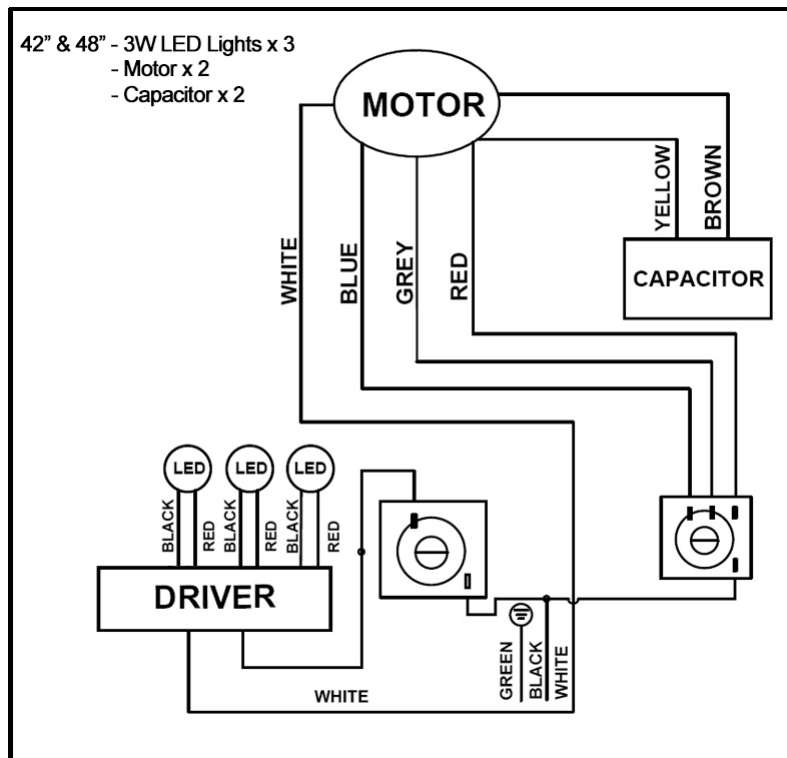 42” & 48” - 3W LED Lights x 3
- Motor x 2
- Capacitor x 2
MOTOR
WHITE
BLUE
GREY
RED
YELLOW
BROWN
CAPACITOR
LED
LED
LED
BLACK
RED
BLACK
RED
BLACK
RED
DRIVER
GREEN
BLACK
WHITE
WHITE